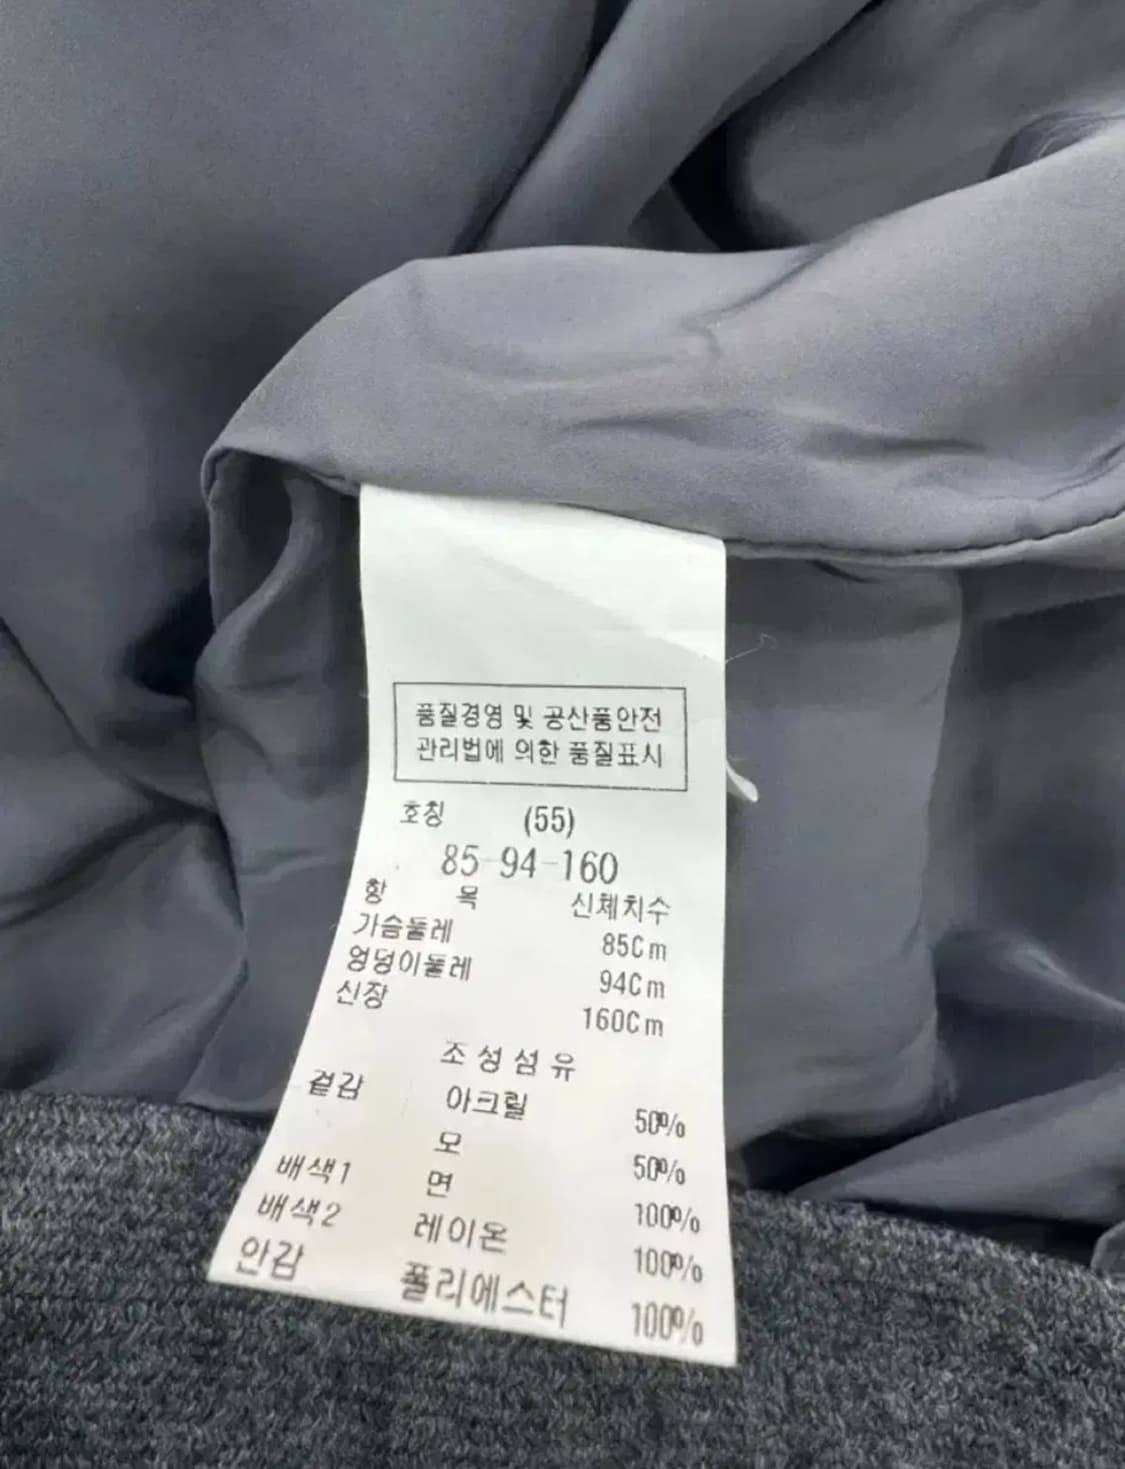 품질경영 및 공산품안전
관리법에 의한 품질표시
호칭 (55)
85-94-160
항 목 신체치수
가슴둘레 85Cm
엉덩이둘레 94Cm
신장 160Cm
조성섬유
겉감 아크릴 50%
모 50%
배색1 면 100%
배색2 레이온 100%
안감 폴리에스터 100%